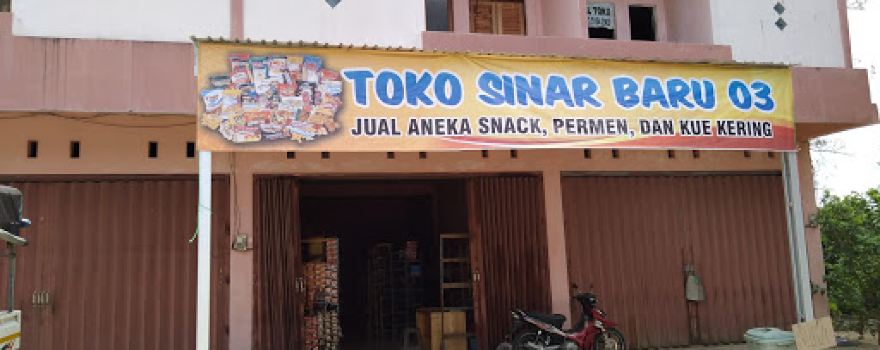 TOKO SINAR BARU 03
JUAL ANEKA SNACK, PERMEN, DAN KUE KERING